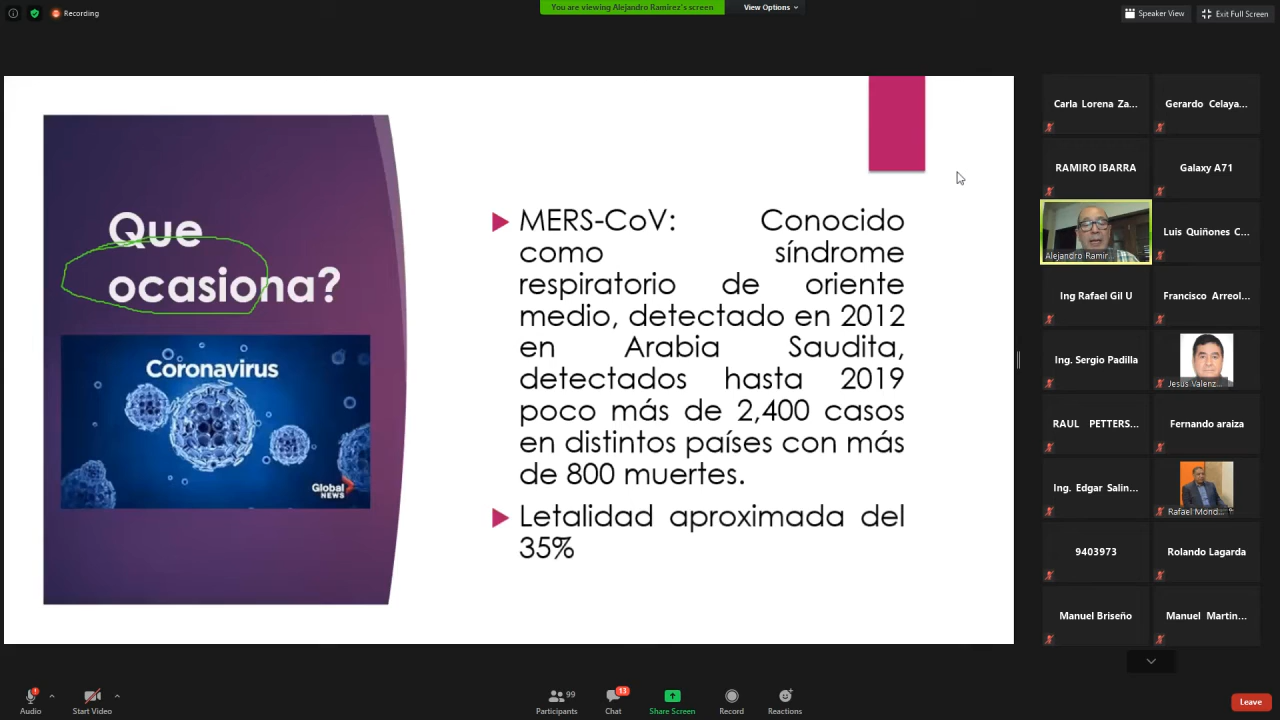 Recording
You are viewing Alejandro Ramirez's screen
View Options
Speaker View
Exit Full Screen
Que
ocasiona?
Coronavirus
Global
NEWS
MERS-CoV: Conocido
como síndrome
respiratorio de oriente
medio, detectado en 2012
en Arabia Saudita,
detectados hasta 2019
poco más de 2,400 casos
en distintos países con más
de 800 muertes.
Letalidad aproximada del
35%
Carla Lorena Za...
Gerardo Celaya...
RAMIRO IBARRA
Galaxy A71
Alejandro Ramir...
Luis Quiñones C...
Ing Rafael Gil U
Francisco Arreol...
Ing. Sergio Padilla
Jesus Valenz...
RAUL PETTERS...
Fernando araiza
Ing. Edgar Salin...
Rafael Mond...
9403973
Rolando Lagarda
Manuel Briseño
Manuel Martin...
Audio
Start Video
99
Participants
13
Chat
Share Screen
Record
Reactions
Leave